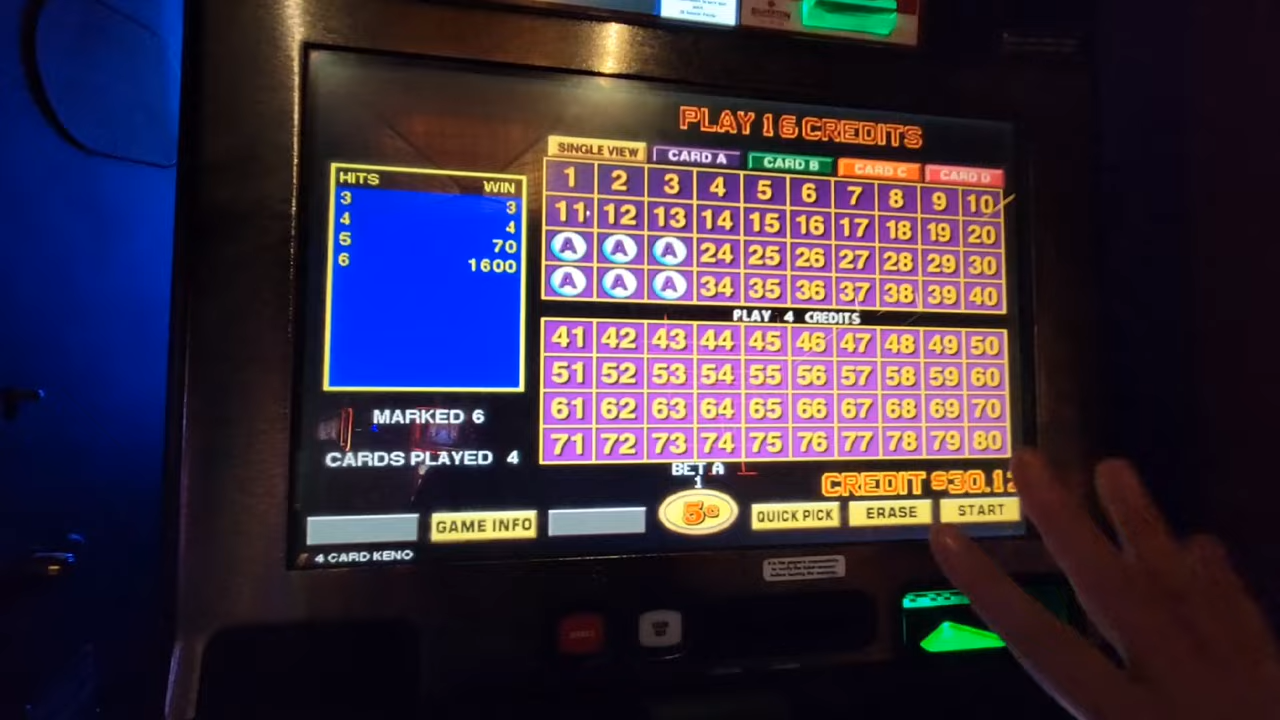 PLAY 16 CREDITS
SINGLE VIEW CARD A CARD B CARD C CARD D
HITS WIN
3 3
4 4
5 70
6 1600
1 2 3 4 5 6 7 8 9 10
11 12 13 14 15 16 17 18 19 20
A A A 24 25 26 27 28 29 30
A A A 34 35 36 37 38 39 40
PLAY 4 CREDITS
41 42 43 44 45 46 47 48 49 50
51 52 53 54 55 56 57 58 59 60
61 62 63 64 65 66 67 68 69 70
71 72 73 74 75 76 77 78 79 80
MARKED 6
CARDS PLAYED 4
BET A
1
CREDIT $30.12
GAME INFO 5¢ QUICK PICK ERASE START
4 CARD KENO